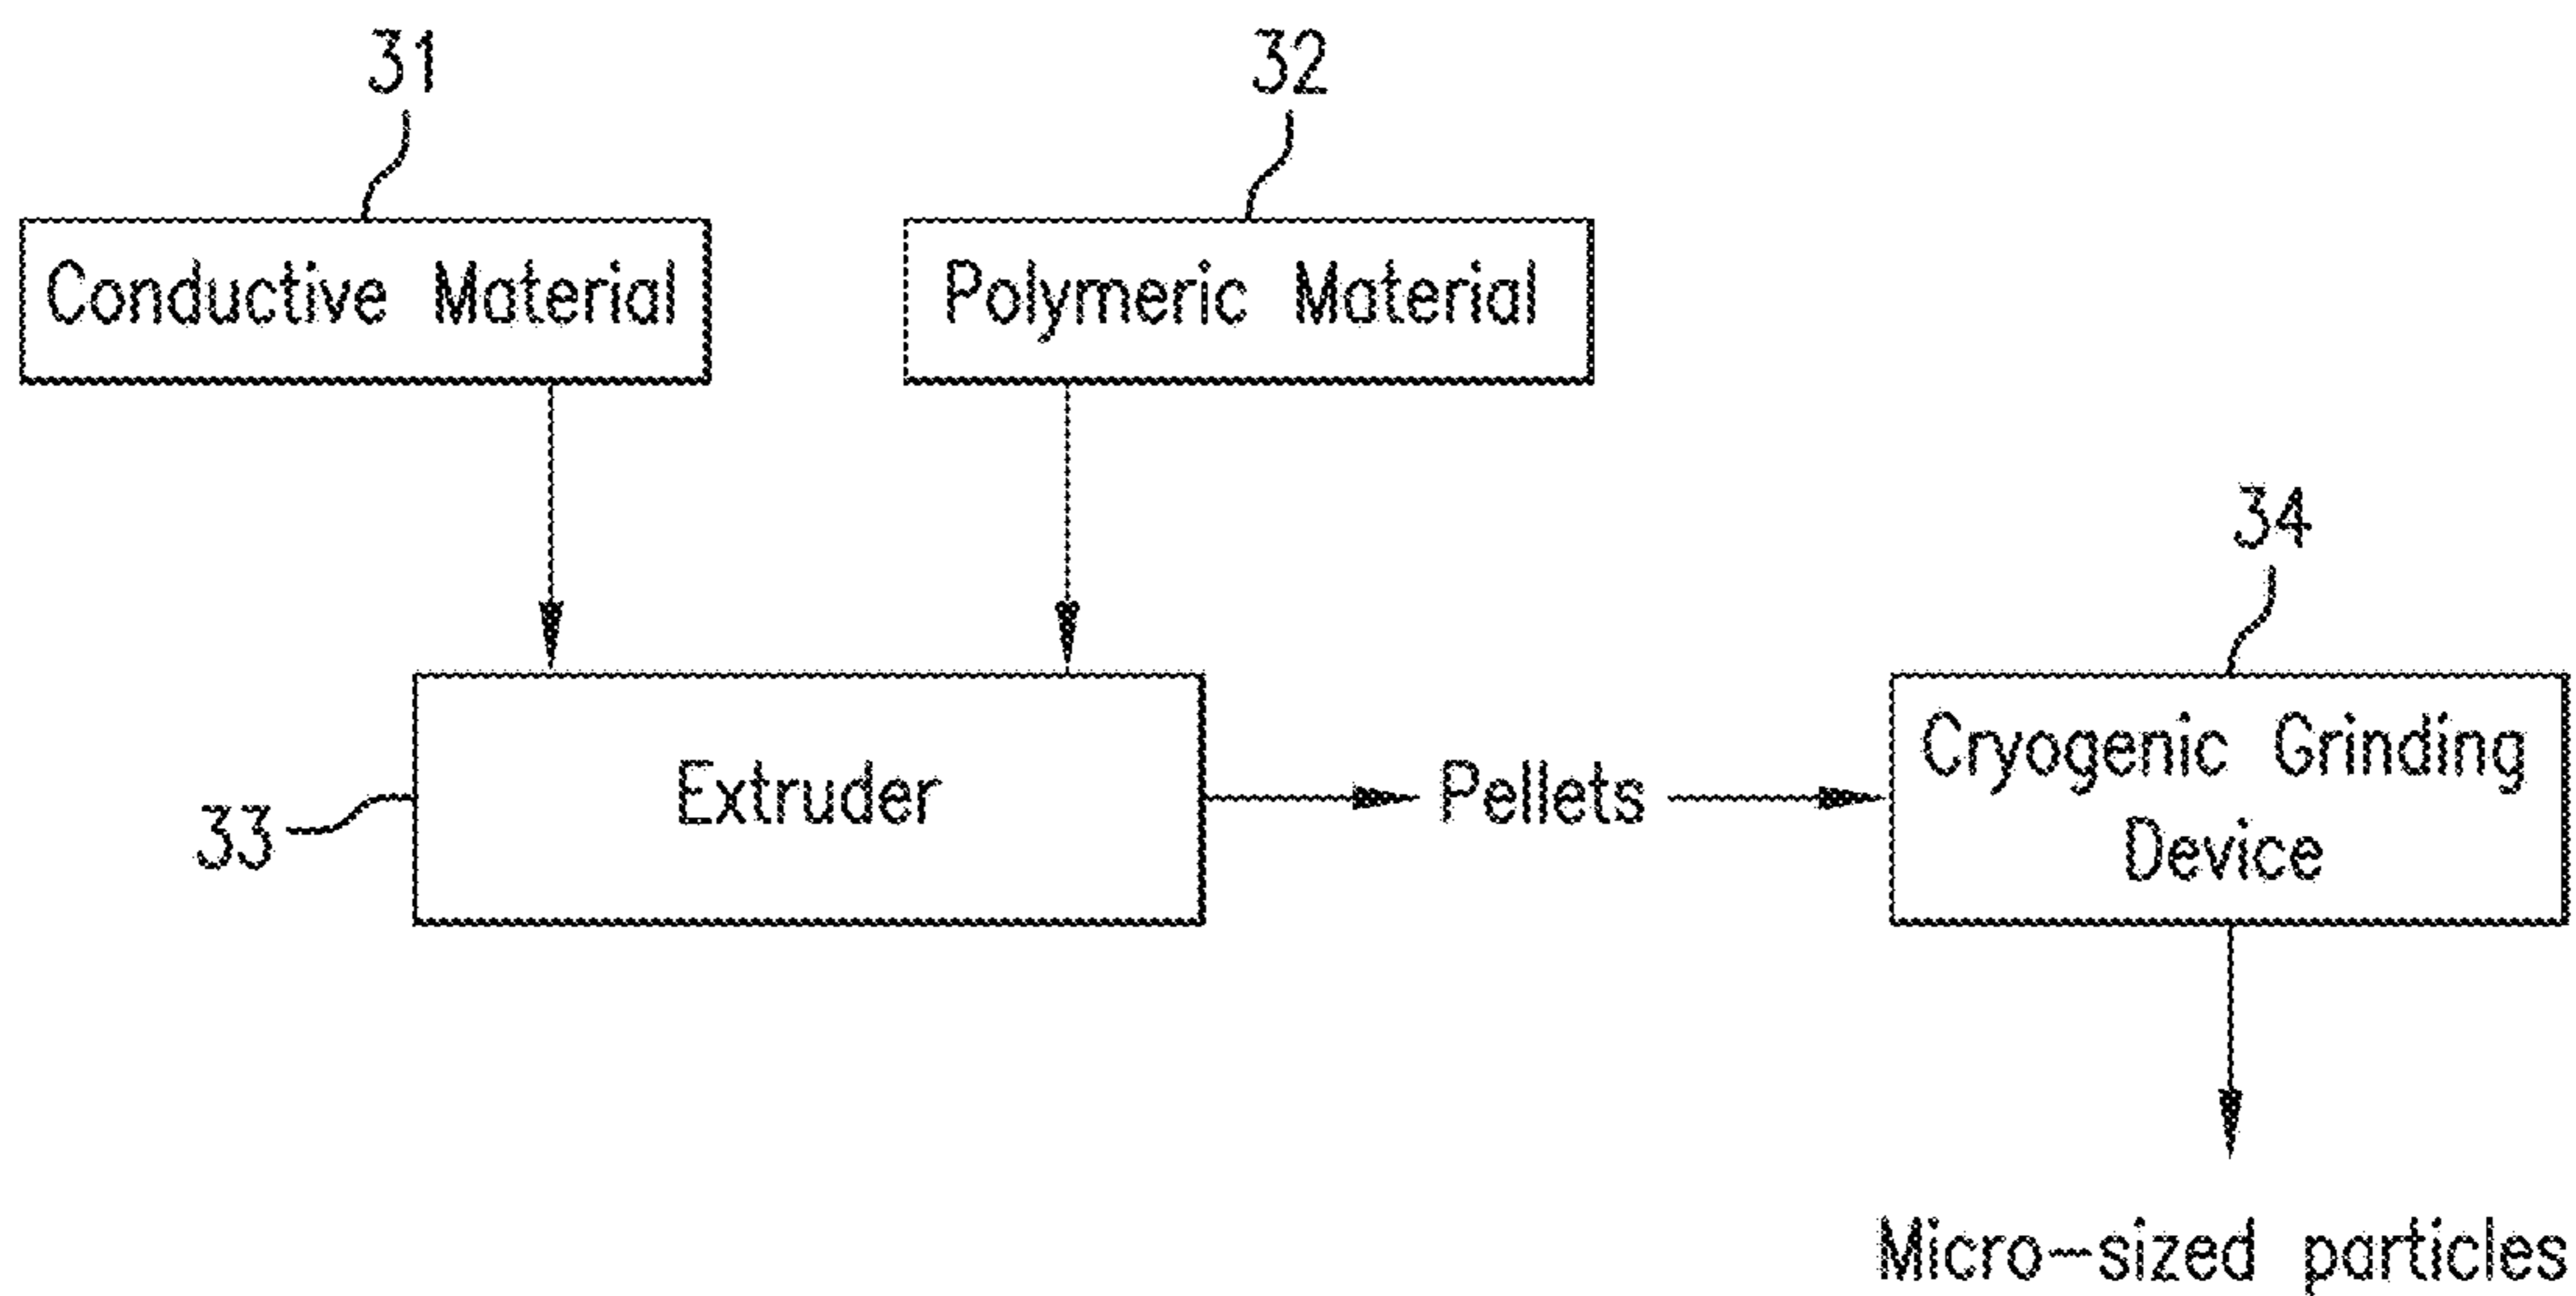 31
32
Conductive Material
Polymeric Material
34
33
Extruder
Pellets
Cryogenic Grinding
Device
Micro-sized particles